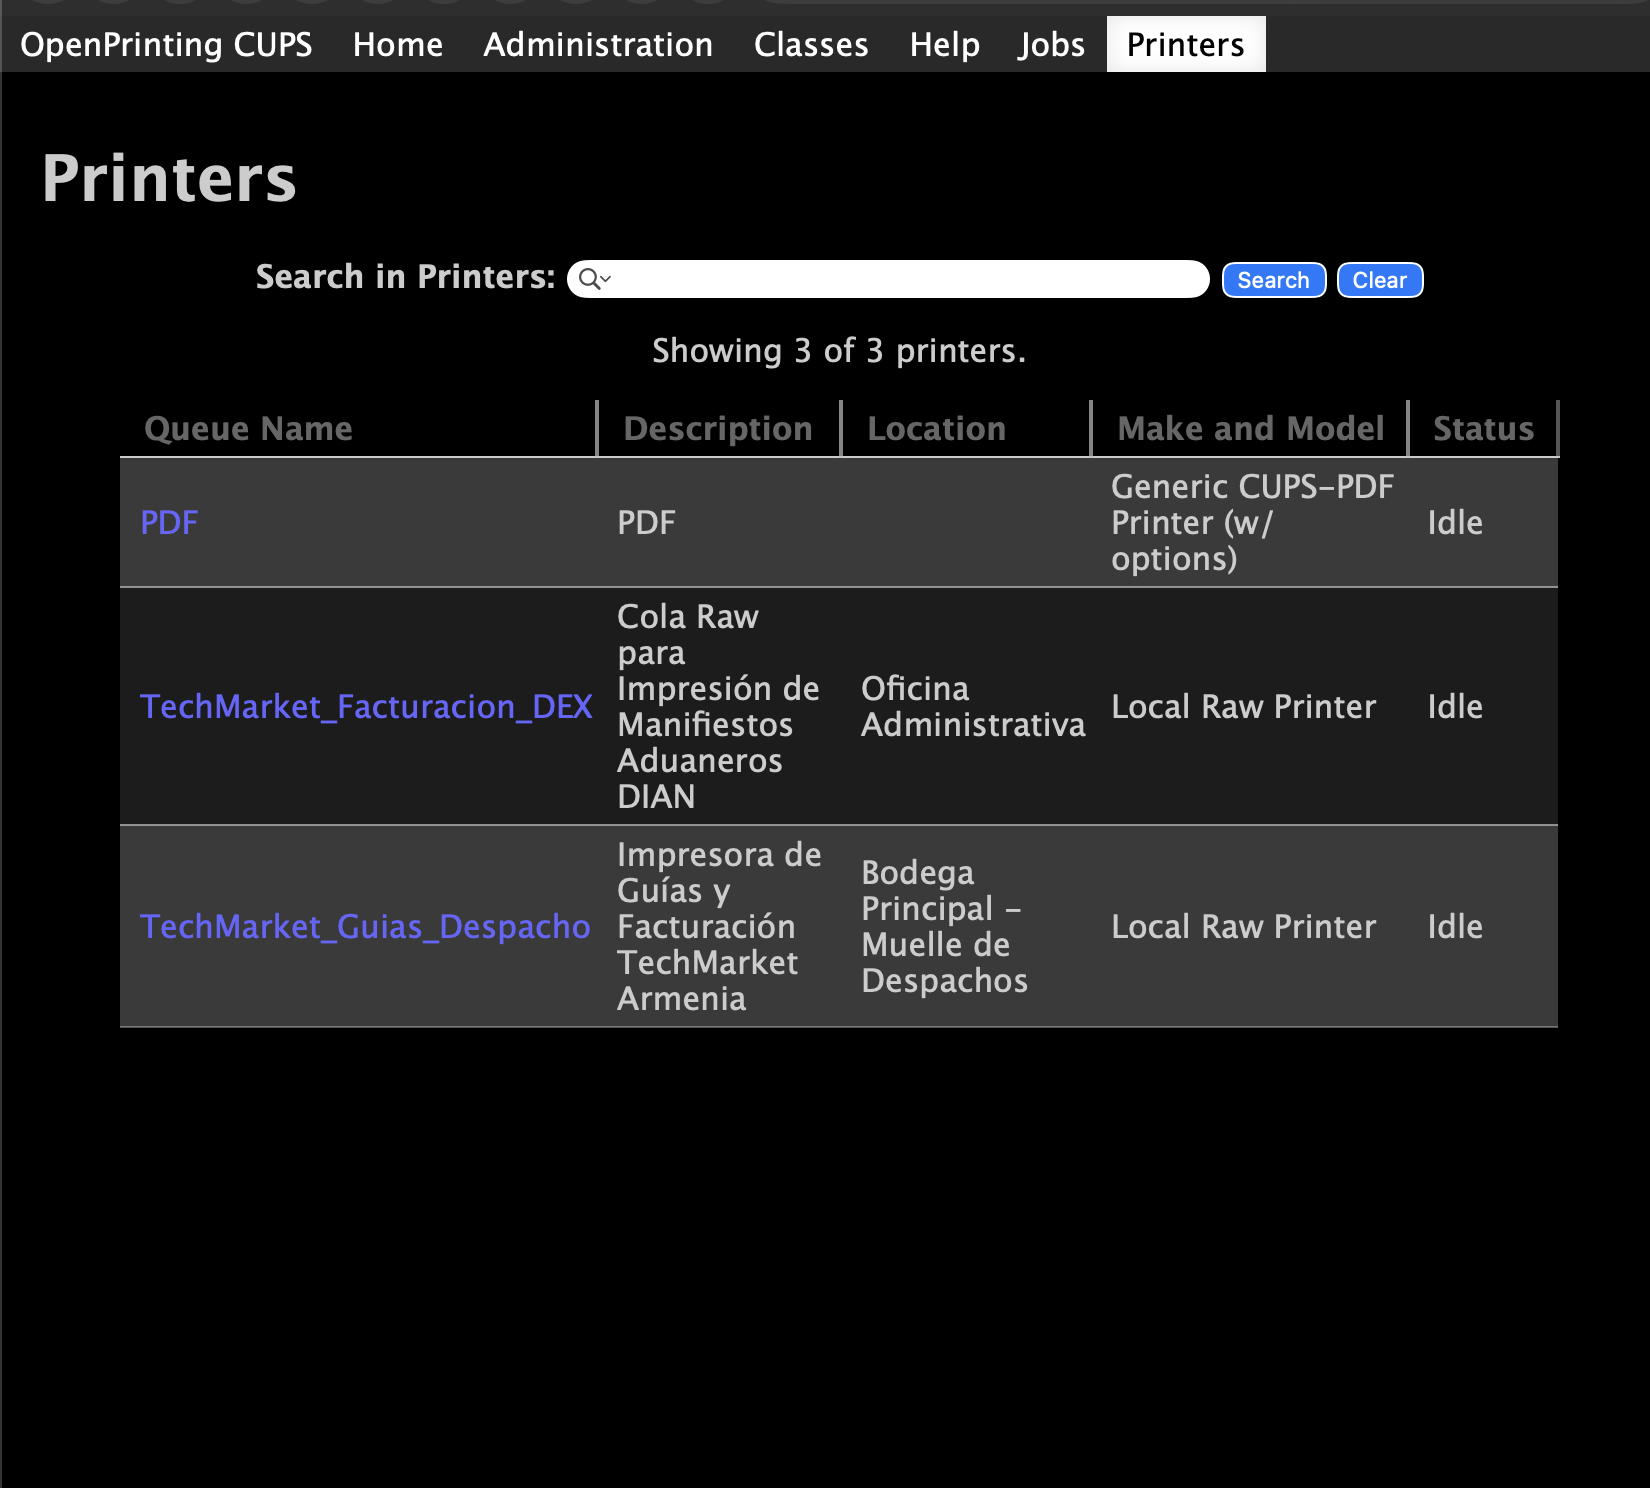 OpenPrinting CUPS Home Administration Classes Help Jobs Printers
Printers
Search in Printers: Search Clear
Showing 3 of 3 printers.
Queue Name Description Location Make and Model Status
PDF PDF Generic CUPS-PDF Printer (w/ options) Idle
TechMarket_Facturacion_DEX Cola Raw para Impresión de Manifiestos Aduaneros DIAN Oficina Administrativa Local Raw Printer Idle
TechMarket_Guias_Despacho Impresora de Guías y Facturación TechMarket Armenia Bodega Principal - Muelle de Despachos Local Raw Printer Idle